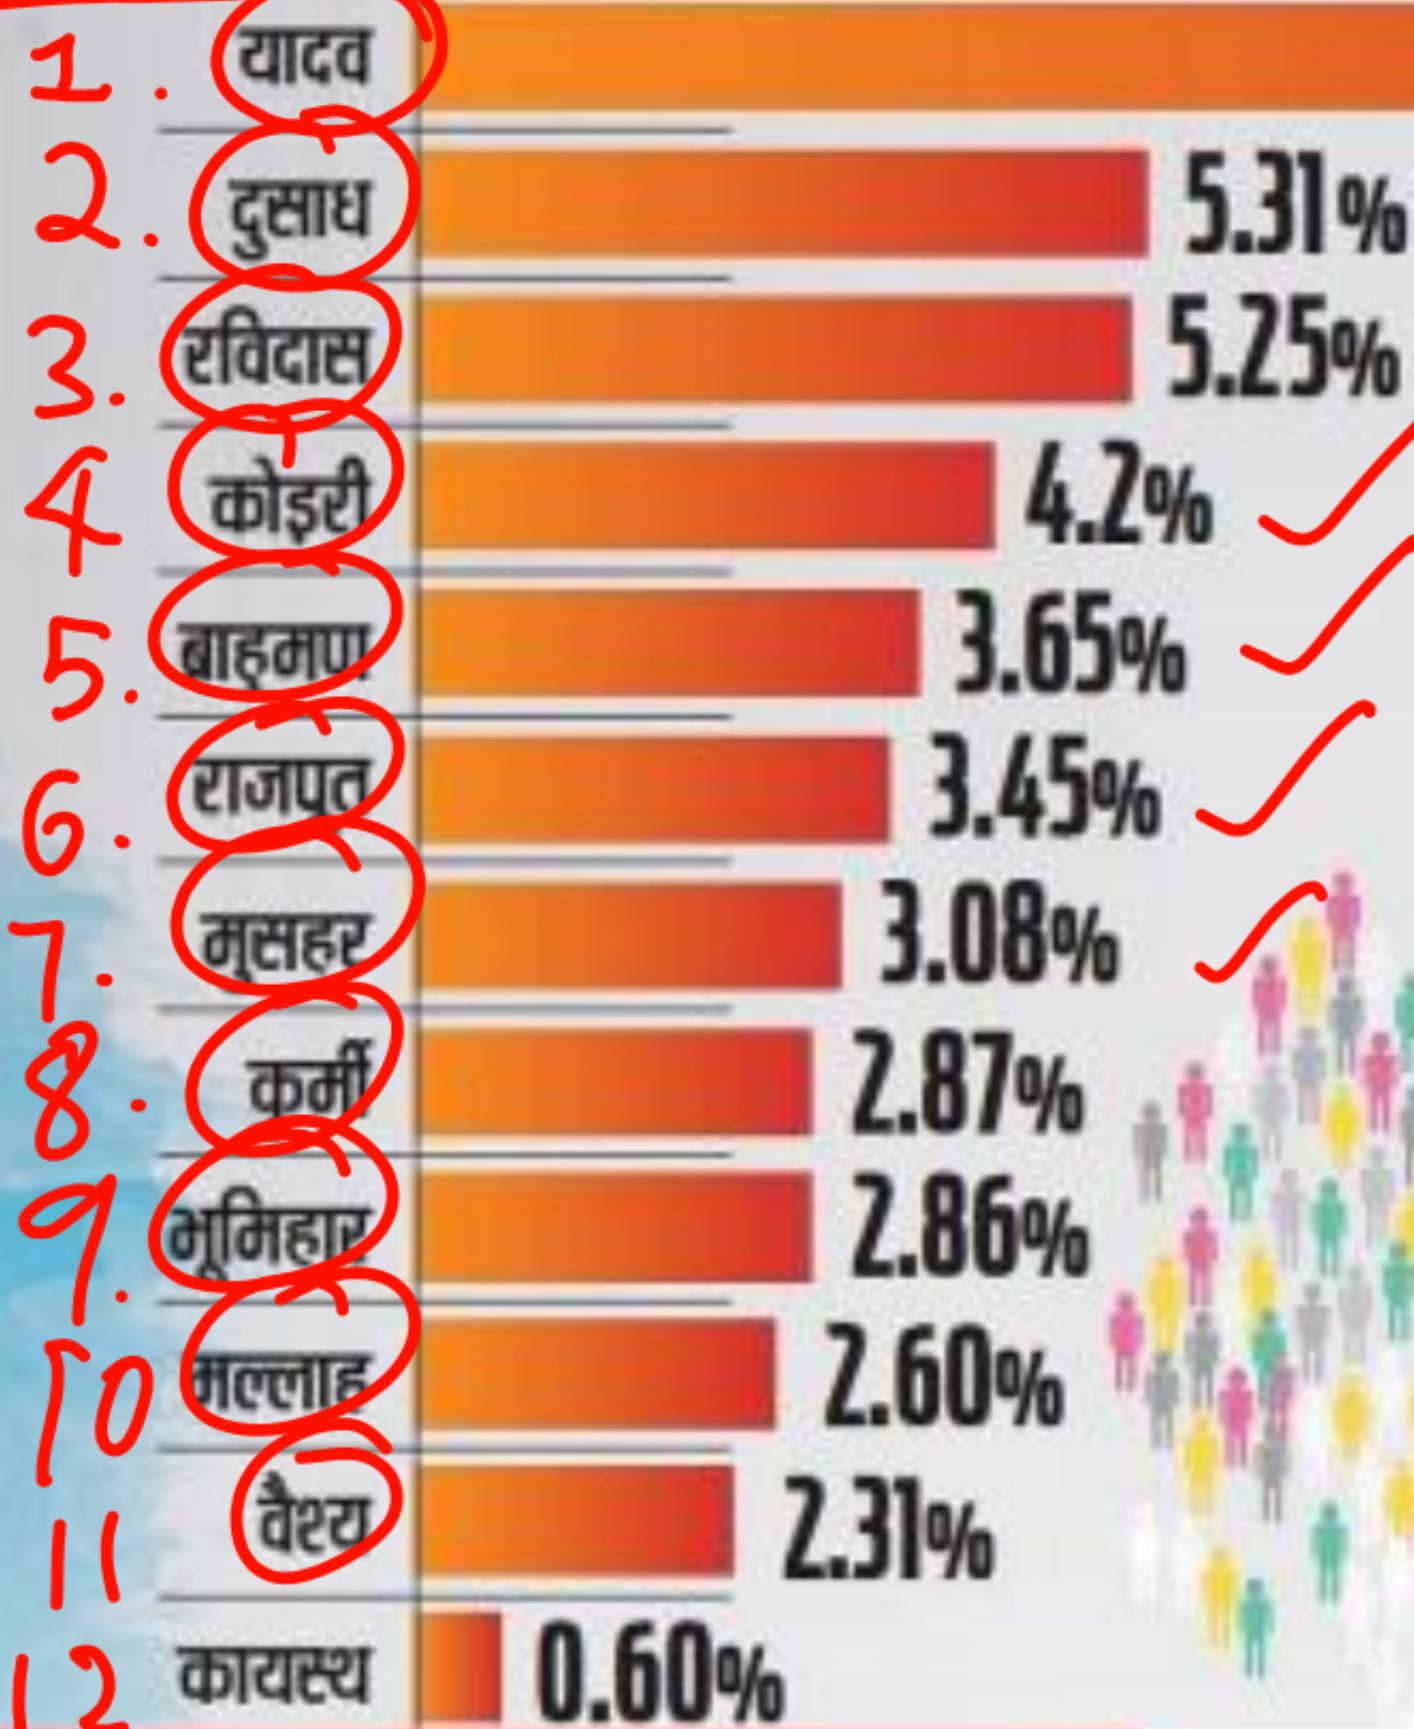 1. यादव
2. दुसाध 5.31%
3. रविदास 5.25%
4 कोइरी 4.2%
5. ब्राह्मण 3.65%
6. राजपूत 3.45%
7. मूसहर 3.08%
8. कुर्मी 2.87%
9. भूमिहार 2.86%
10 मल्लाह 2.60%
11 वैश्य 2.31%
12 कायस्थ 0.60%